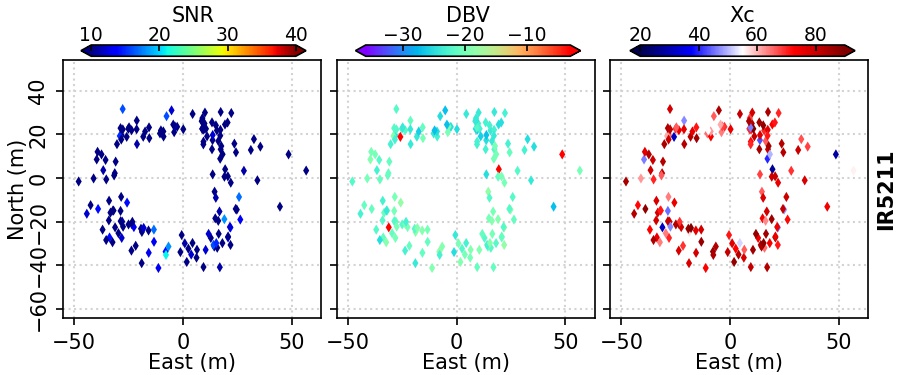 SNR DBV Xc
10 20 30 40 −30 −20 −10 20 40 60 80
North (m)
40
20
0
−20
−40
−60
−50 0 50 −50 0 50 −50 0 50
East (m) East (m) East (m)
IR5211